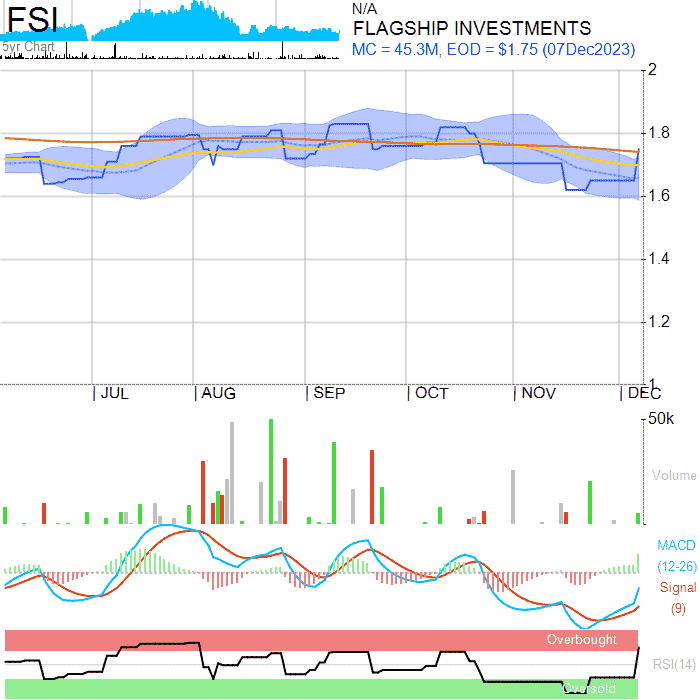 FSI
5yr Chart
N/A
FLAGSHIP INVESTMENTS
MC = 45.3M, EOD = $1.75 (07Dec2023)
2
1.8
1.6
1.4
1.2
1
JUL AUG SEP OCT NOV DEC
50k
Volume
MACD
(12-26)
Signal
(9)
Overbought
RSI(14)
Oversold